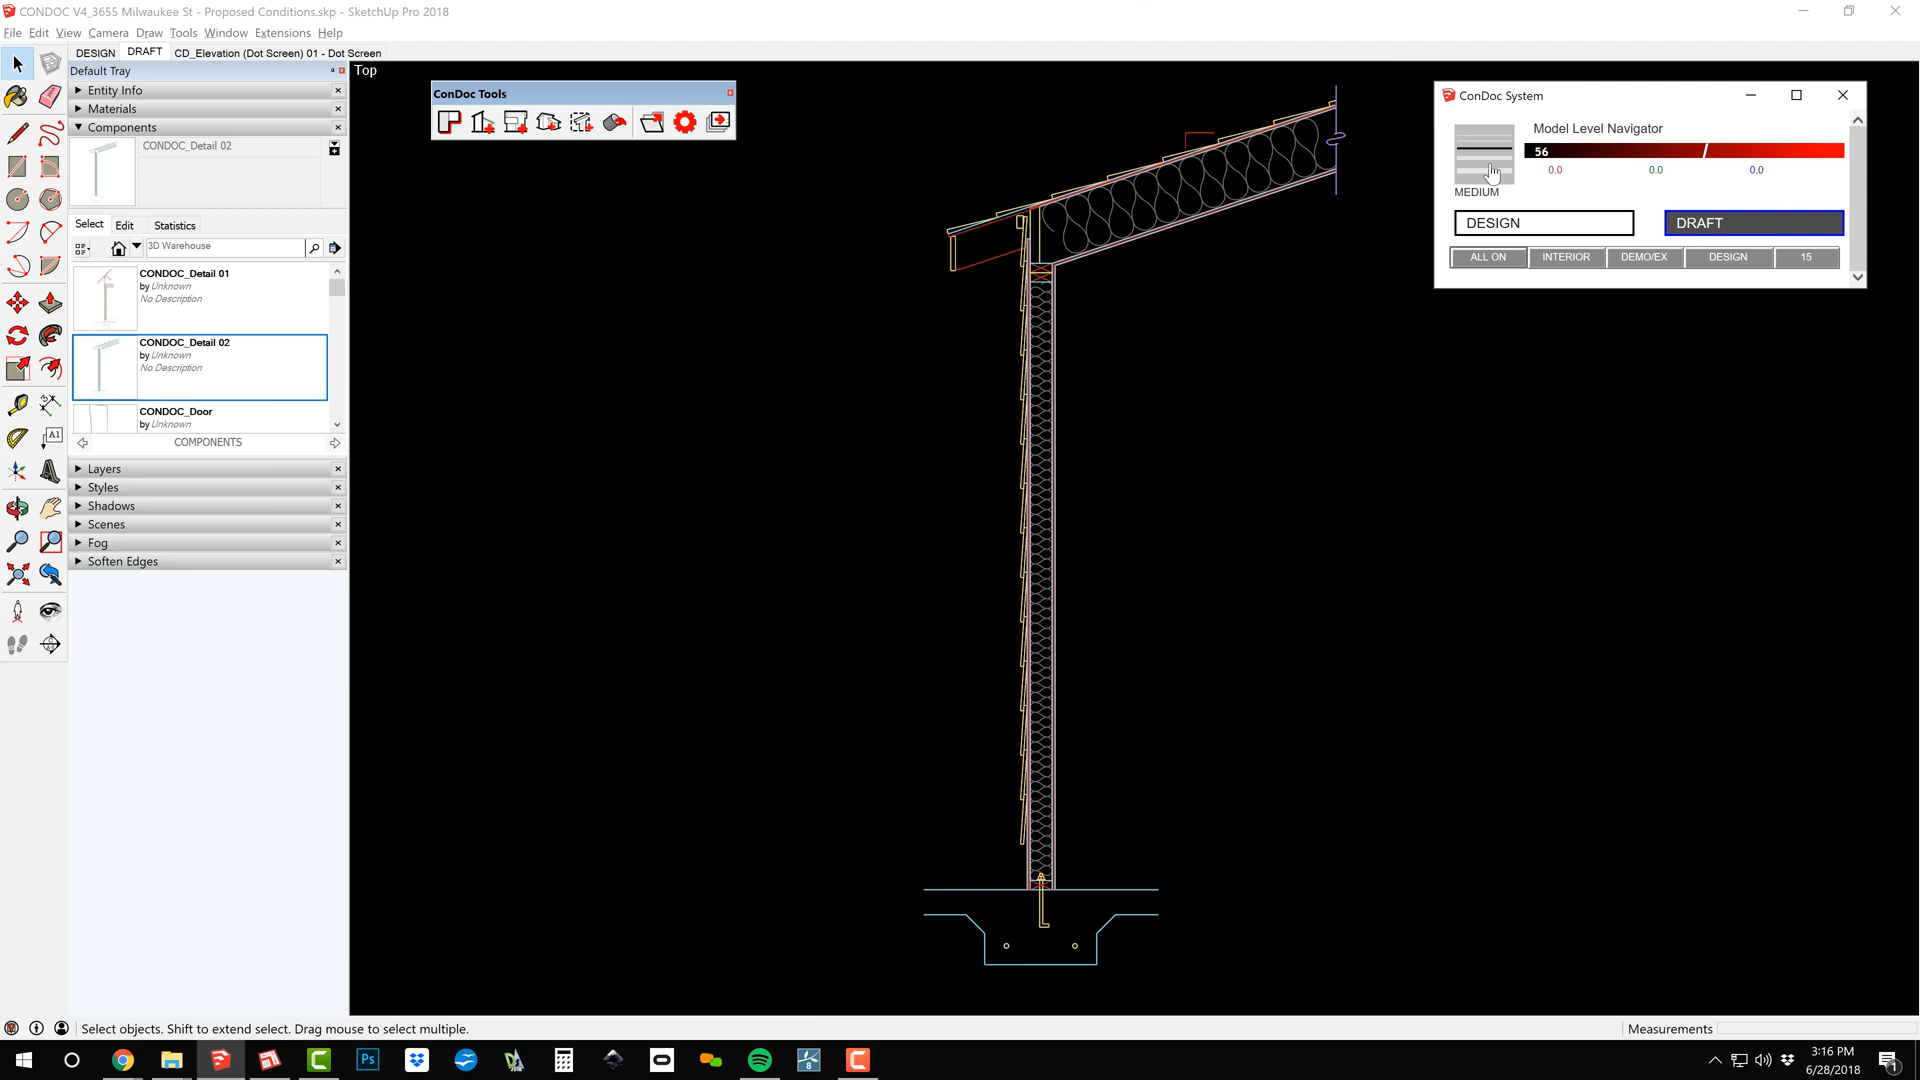 CONDOC V4_3655 Milwaukee St - Proposed Conditions.skp - SketchUp Pro 2018
File Edit View Camera Draw Tools Window Extensions Help
DESIGN DRAFT CD_Elevation (Dot Screen) 01 - Dot Screen
Default Tray
Top
Entity Info
Materials
Components
CONDOC_Detail 02
Select Edit Statistics
3D Warehouse
CONDOC_Detail 01
by Unknown
No Description
CONDOC_Detail 02
by Unknown
No Description
CONDOC_Door
by Unknown
COMPONENTS
Layers
Styles
Shadows
Scenes
Fog
Soften Edges
ConDoc Tools
ConDoc System
Model Level Navigator
56
0.0 0.0 0.0
MEDIUM
DESIGN DRAFT
ALL ON INTERIOR DEMO/EX DESIGN 15
A1
Select objects. Shift to extend select. Drag mouse to select multiple.
Measurements
Ps
8
3:16 PM
6/28/2018
1